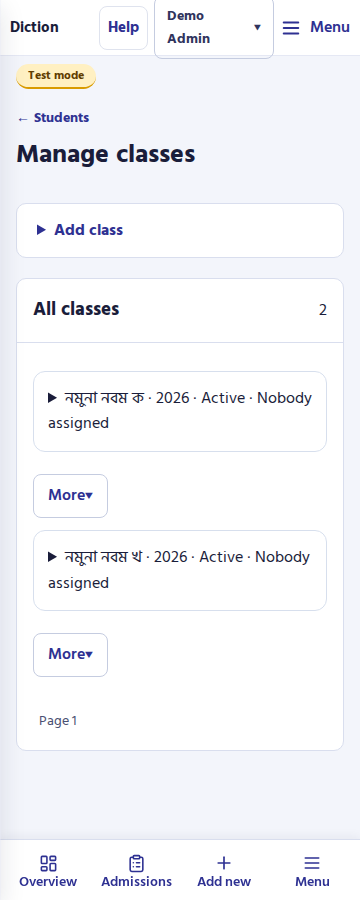 Diction
Help
Demo
Admin
Menu
Test mode
← Students
Manage classes
Add class
All classes 2
নমুনা নবম ক · 2026 · Active · Nobody
assigned
More
নমুনা নবম খ · 2026 · Active · Nobody
assigned
More
Page 1
Overview Admissions Add new Menu